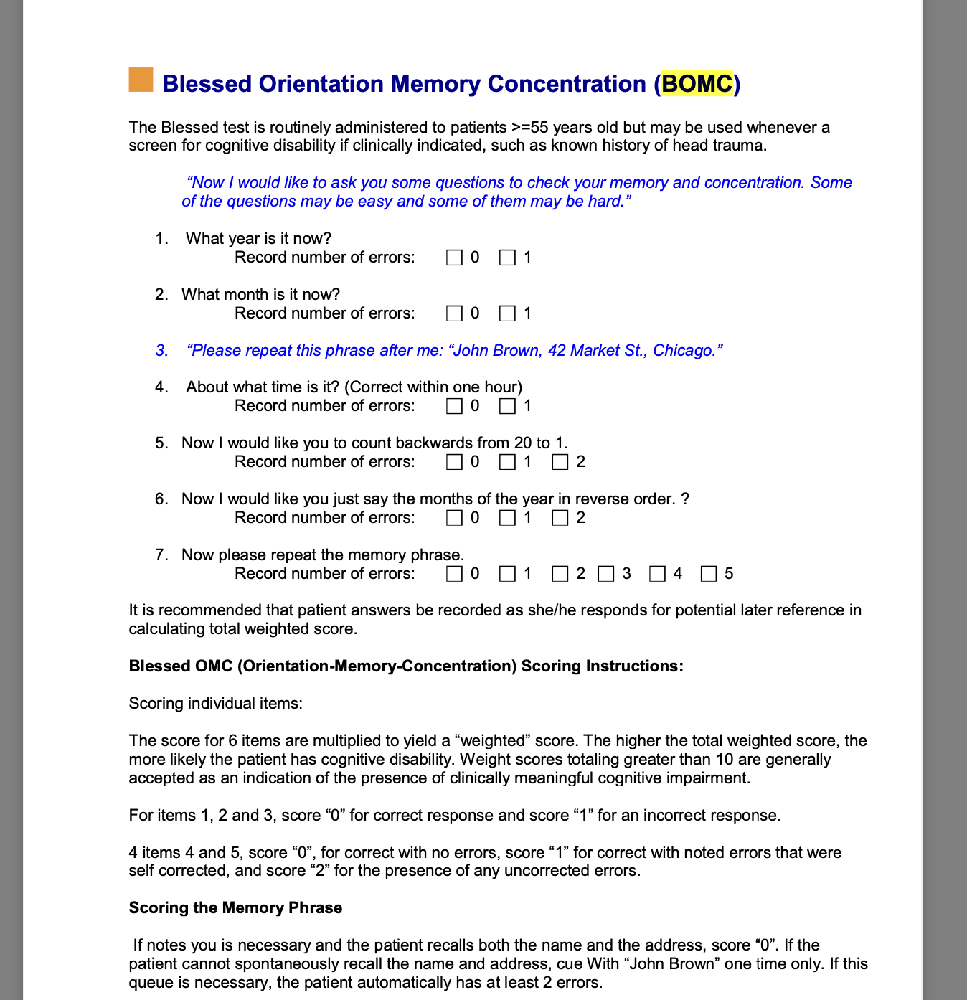 Blessed Orientation Memory Concentration (BOMC)
The Blessed test is routinely administered to patients >=55 years old but may be used whenever a
screen for cognitive disability if clinically indicated, such as known history of head trauma.
“Now I would like to ask you some questions to check your memory and concentration. Some
of the questions may be easy and some of them may be hard.”
1. What year is it now?
Record number of errors: ☐ 0 ☐ 1
2. What month is it now?
Record number of errors: ☐ 0 ☐ 1
3. “Please repeat this phrase after me: “John Brown, 42 Market St., Chicago.”
4. About what time is it? (Correct within one hour)
Record number of errors: ☐ 0 ☐ 1
5. Now I would like you to count backwards from 20 to 1.
Record number of errors: ☐ 0 ☐ 1 ☐ 2
6. Now I would like you just say the months of the year in reverse order. ?
Record number of errors: ☐ 0 ☐ 1 ☐ 2
7. Now please repeat the memory phrase.
Record number of errors: ☐ 0 ☐ 1 ☐ 2 ☐ 3 ☐ 4 ☐ 5
It is recommended that patient answers be recorded as she/he responds for potential later reference in
calculating total weighted score.
Blessed OMC (Orientation-Memory-Concentration) Scoring Instructions:
Scoring individual items:
The score for 6 items are multiplied to yield a “weighted” score. The higher the total weighted score, the
more likely the patient has cognitive disability. Weight scores totaling greater than 10 are generally
accepted as an indication of the presence of clinically meaningful cognitive impairment.
For items 1, 2 and 3, score “0” for correct response and score “1” for an incorrect response.
4 items 4 and 5, score “0”, for correct with no errors, score “1” for correct with noted errors that were
self corrected, and score “2” for the presence of any uncorrected errors.
Scoring the Memory Phrase
If notes you is necessary and the patient recalls both the name and the address, score “0”. If the
patient cannot spontaneously recall the name and address, cue With “John Brown” one time only. If this
queue is necessary, the patient automatically has at least 2 errors.